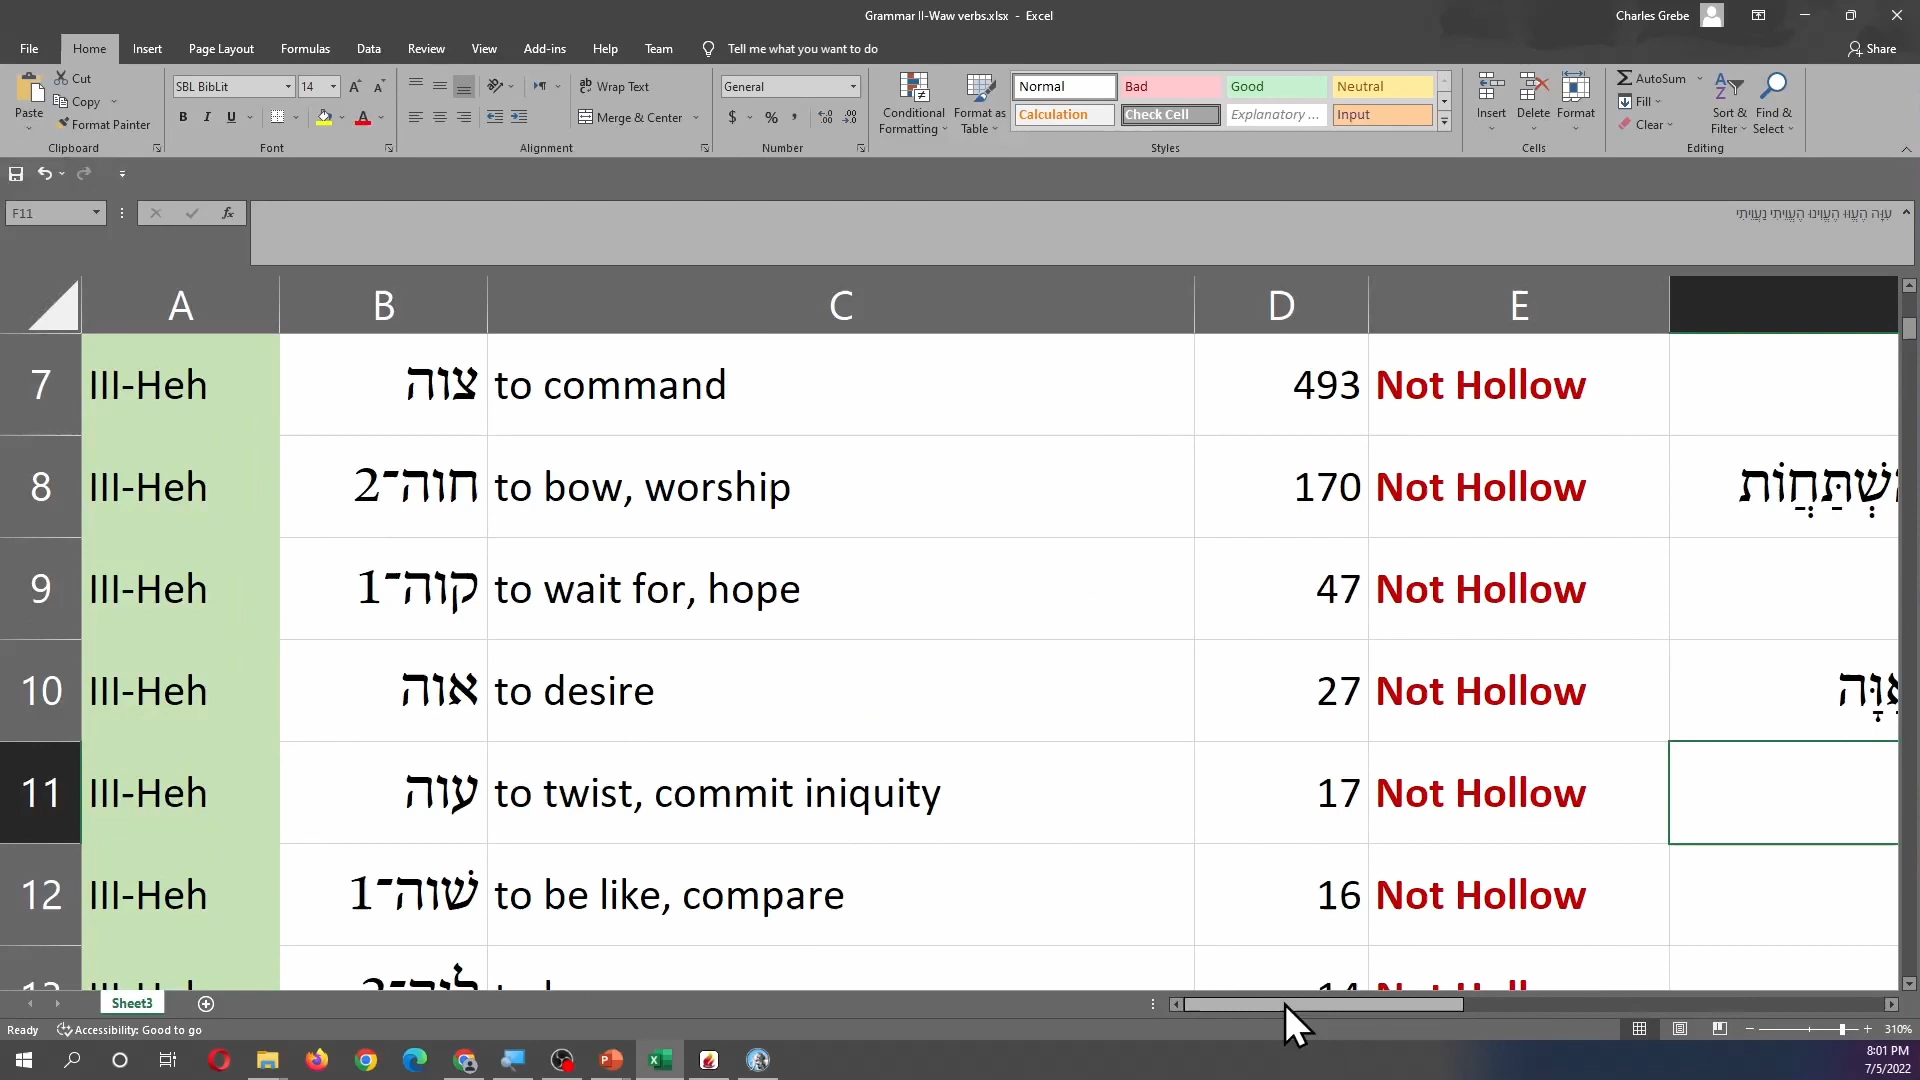 Grammar II-Waw verbs.xlsx - Excel
Charles Grebe
File Home Insert Page Layout Formulas Data Review View Add-ins Help Team Tell me what you want to do Share
Cut
Copy
Format Painter
Paste
Clipboard
SBL BibLit 14
B I U
Font
Wrap Text
Merge & Center
Alignment
General
$ % ,
Number
Conditional Formatting
Format as Table
Normal Bad Good Neutral
Calculation Check Cell Explanatory ... Input
Styles
Insert Delete Format
Cells
AutoSum
Fill
Clear
Sort & Filter
Find & Select
Editing
F11
fx
A B C D E
7 III-Heh צוה to command 493 Not Hollow
8 III-Heh חוה־2 to bow, worship 170 Not Hollow
9 III-Heh קוה־1 to wait for, hope 47 Not Hollow
10 III-Heh אוה to desire 27 Not Hollow
11 III-Heh עוה to twist, commit iniquity 17 Not Hollow
12 III-Heh שׁוה־1 to be like, compare 16 Not Hollow
Sheet3
Ready Accessibility: Good to go
310%
8:01 PM
7/5/2022